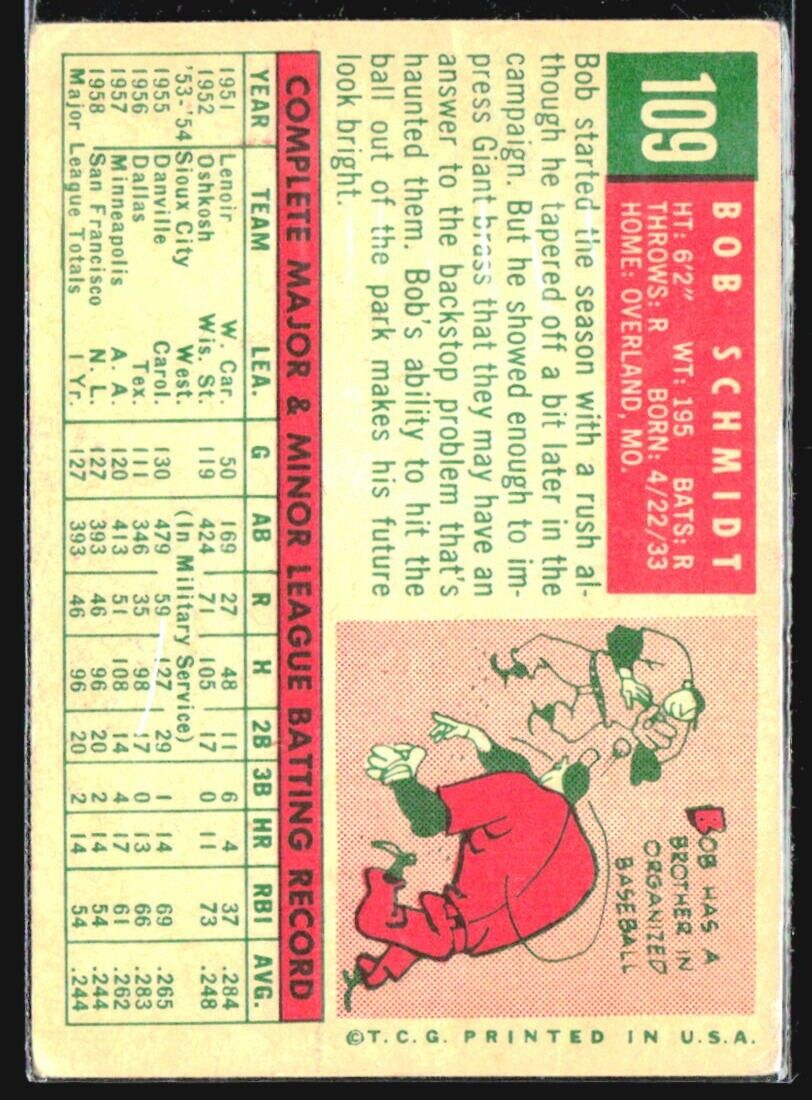 109
BOB SCHMIDT
HT: 6'2" WT: 195 BATS: R
THROWS: R BORN: 4/22/33
HOME: OVERLAND, MO.
Bob started the season with a rush al-
though he tapered off a bit later in the
campaign. But he showed enough to im-
press Giant brass that they may have an
answer to the backstop problem that's
haunted them. Bob's ability to hit the
ball out of the park makes his future
look bright.
BOB HAS A
BROTHER IN
ORGANIZED
BASEBALL
COMPLETE MAJOR & MINOR LEAGUE BATTING RECORD
YEAR TEAM LEA. G AB R H 2B 3B HR RBI AVG.
1951 Lenoir W. Car. 50 169 27 48 11 6 4 37 .284
1952 Oshkosh Wis. St. 119 424 71 105 17 0 11 73 .248
'53-'54 Sioux City West. (In Military Service)
1955 Danville Carol. 130 479 59 127 29 1 14 69 .265
1956 Dallas Tex. 111 346 35 98 17 0 13 66 .283
1957 Minneapolis A. A. 120 413 51 108 14 4 17 61 .262
1958 San Francisco N. L. 127 393 46 96 20 2 14 54 .244
Major League Totals 1 Yr. 127 393 46 96 20 2 14 54 .244
©T.C.G. PRINTED IN U.S.A.